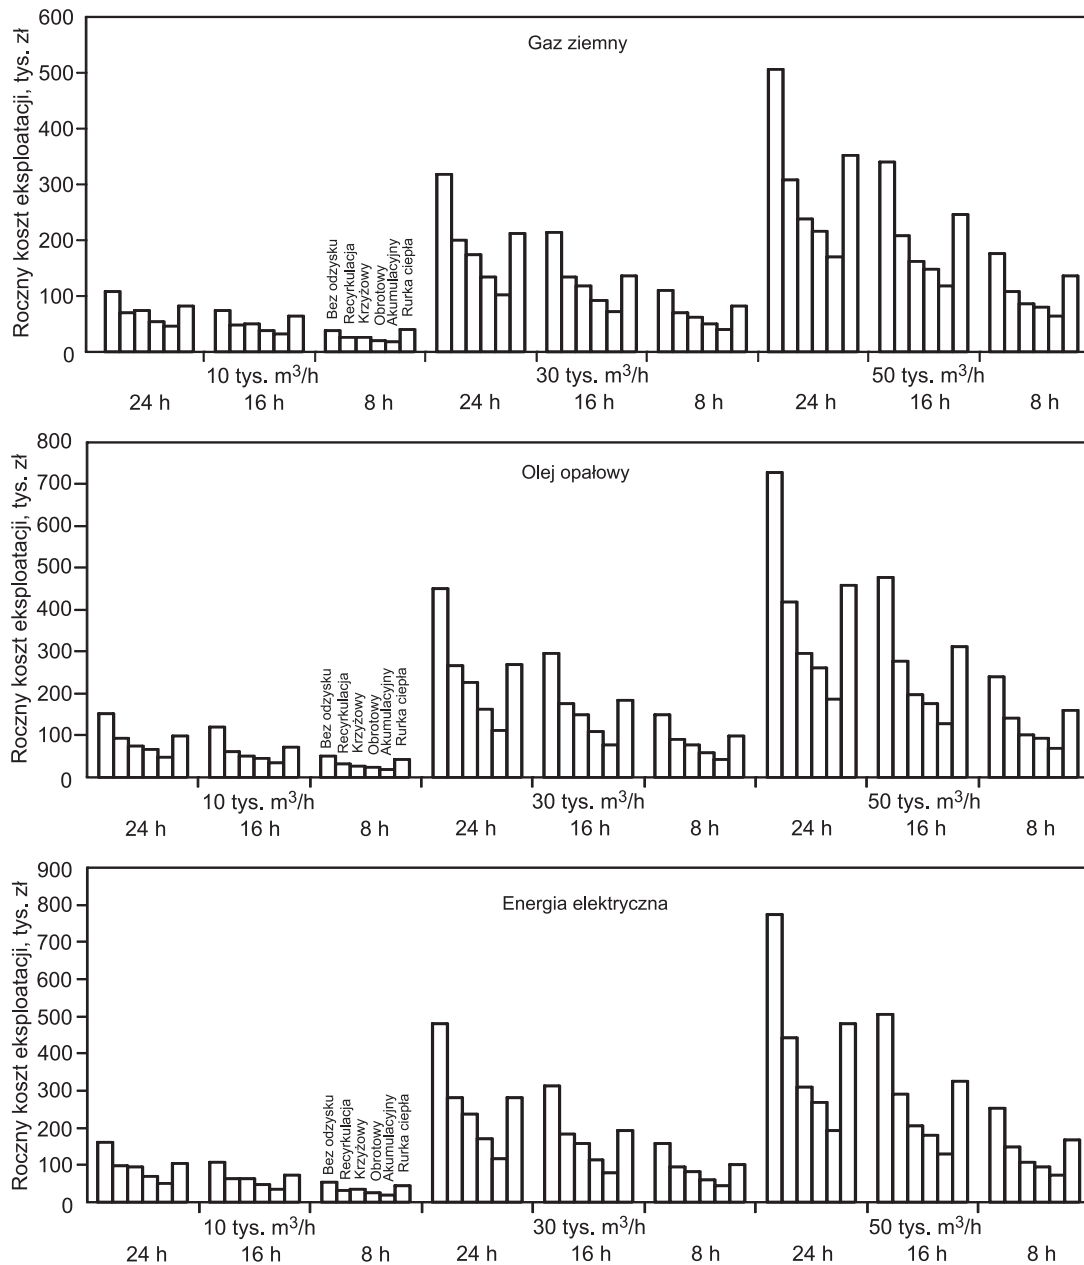 Gaz ziemny
Roczny koszt eksploatacji, tys. zł
600
500
400
300
200
100
0
Bez odzysku
Recyrkulacja
Krzyżowy
Obrotowy
Akumulacyjny
Rurka ciepła
10 tys. m³/h
30 tys. m³/h
50 tys. m³/h
24 h
16 h
8 h
24 h
16 h
8 h
24 h
16 h
8 h
Olej opałowy
Roczny koszt eksploatacji, tys. zł
800
700
600
500
400
300
200
100
0
Bez odzysku
Recyrkulacja
Krzyżowy
Obrotowy
Akumulacyjny
Rurka ciepła
10 tys. m³/h
30 tys. m³/h
50 tys. m³/h
24 h
16 h
8 h
24 h
16 h
8 h
24 h
16 h
8 h
Energia elektryczna
Roczny koszt eksploatacji, tys. zł
900
800
700
600
500
400
300
200
100
0
Bez odzysku
Recyrkulacja
Krzyżowy
Obrotowy
Akumulacyjny
Rurka ciepła
10 tys. m³/h
30 tys. m³/h
50 tys. m³/h
24 h
16 h
8 h
24 h
16 h
8 h
24 h
16 h
8 h